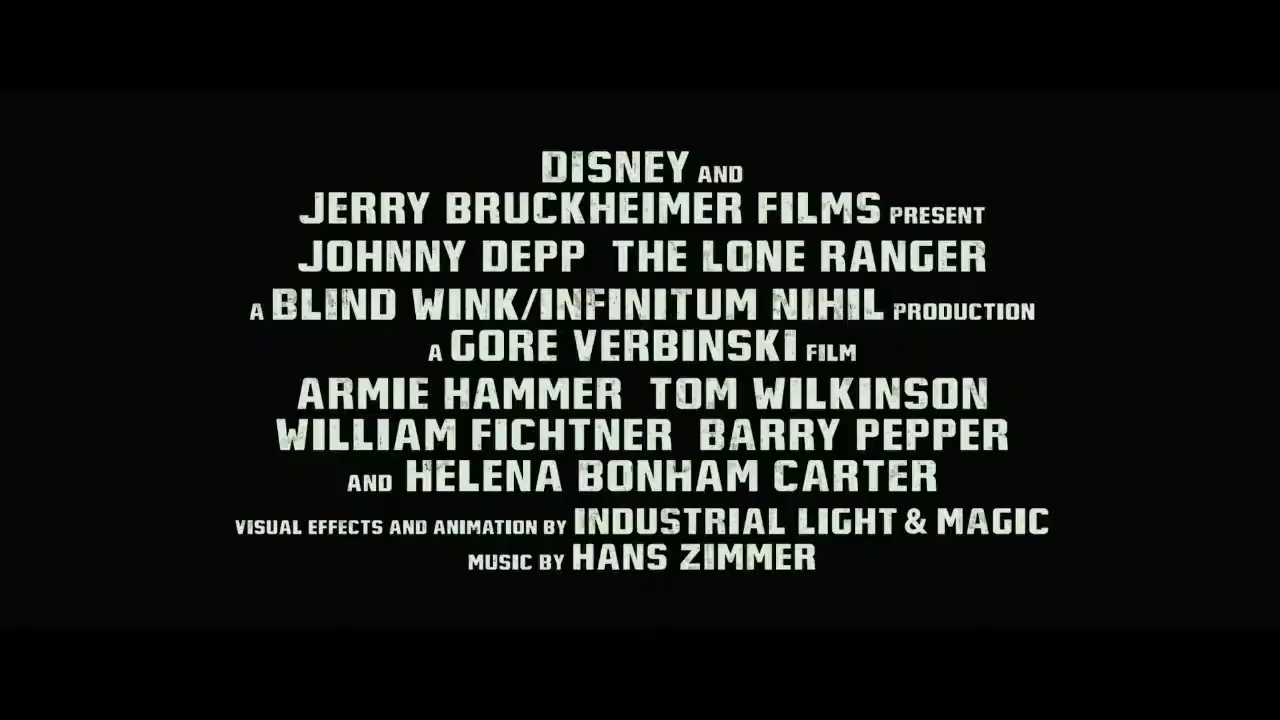 DISNEY AND
JERRY BRUCKHEIMER FILMS PRESENT
JOHNNY DEPP THE LONE RANGER
A BLIND WINK/INFINITUM NIHIL PRODUCTION
A GORE VERBINSKI FILM
ARMIE HAMMER TOM WILKINSON
WILLIAM FICHTNER BARRY PEPPER
AND HELENA BONHAM CARTER
VISUAL EFFECTS AND ANIMATION BY INDUSTRIAL LIGHT & MAGIC
MUSIC BY HANS ZIMMER